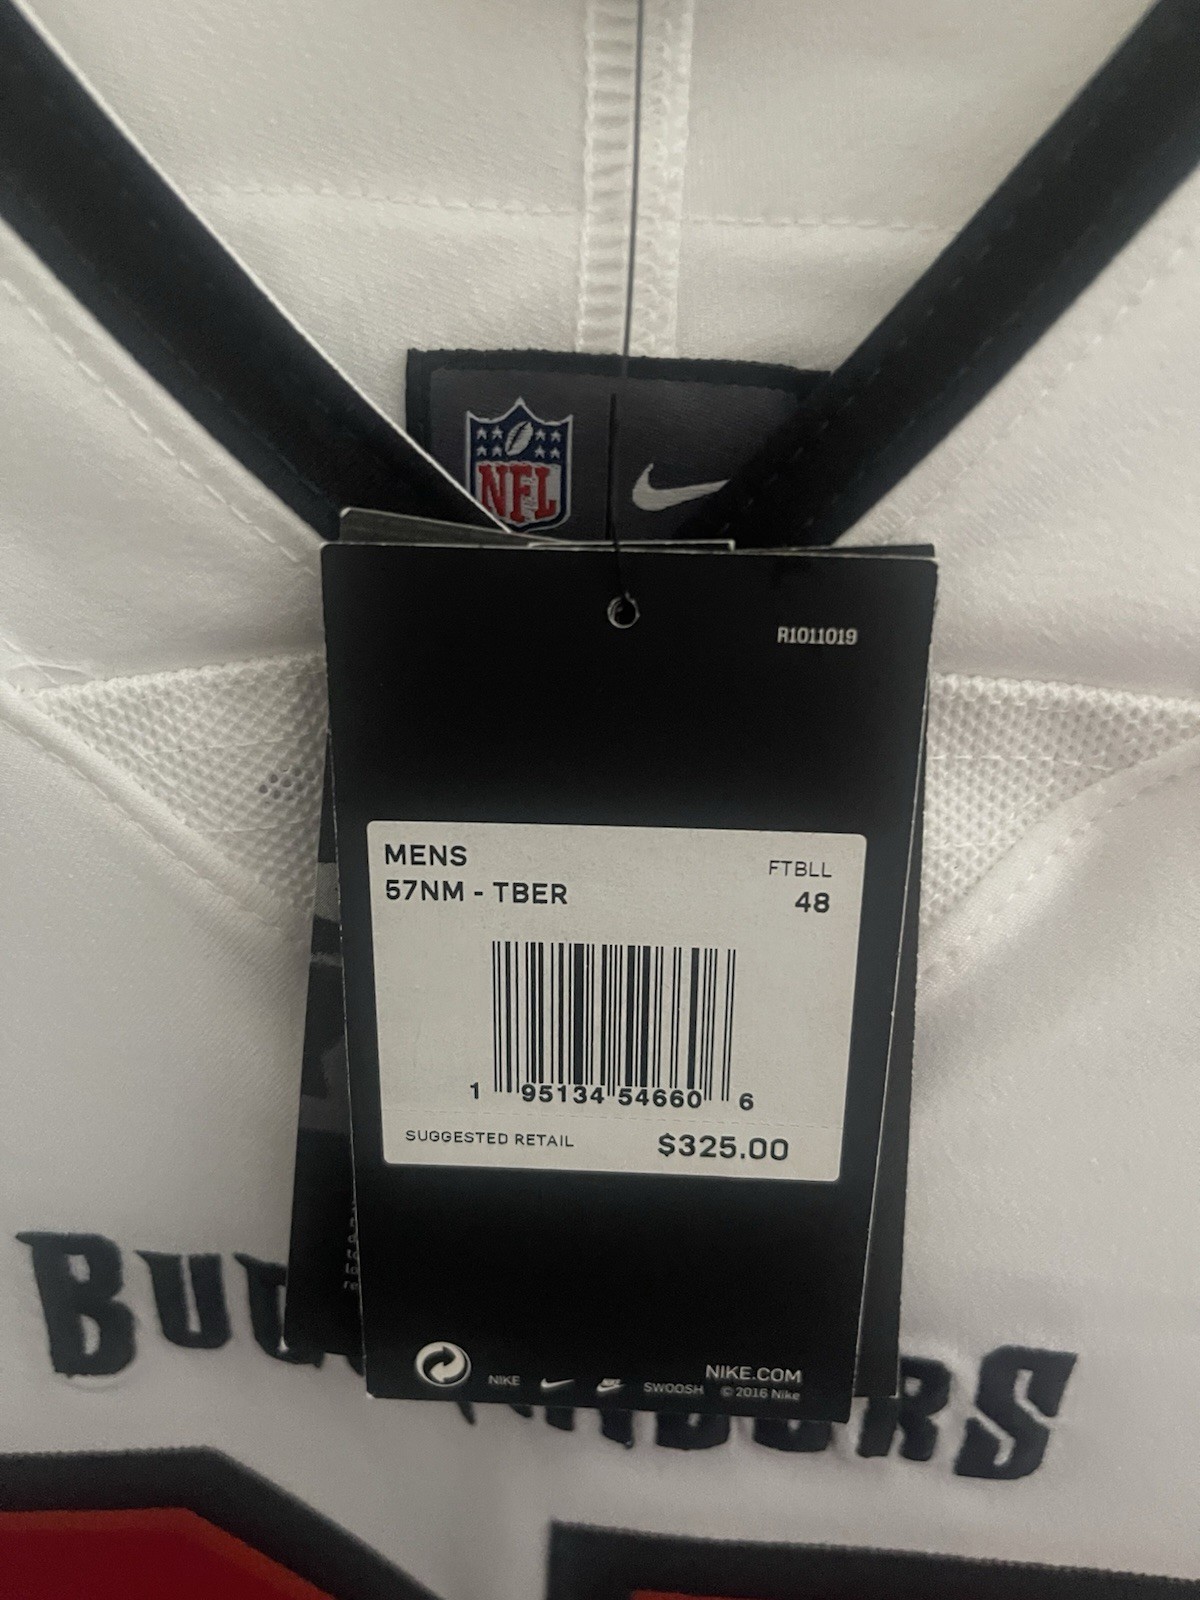 NFL
R1011019
MENS
FTBLL
57NM - TBER
48
1 95134 54660 6
SUGGESTED RETAIL $325.00
NIKE SWOOSH
NIKE.COM
© 2016 Nike